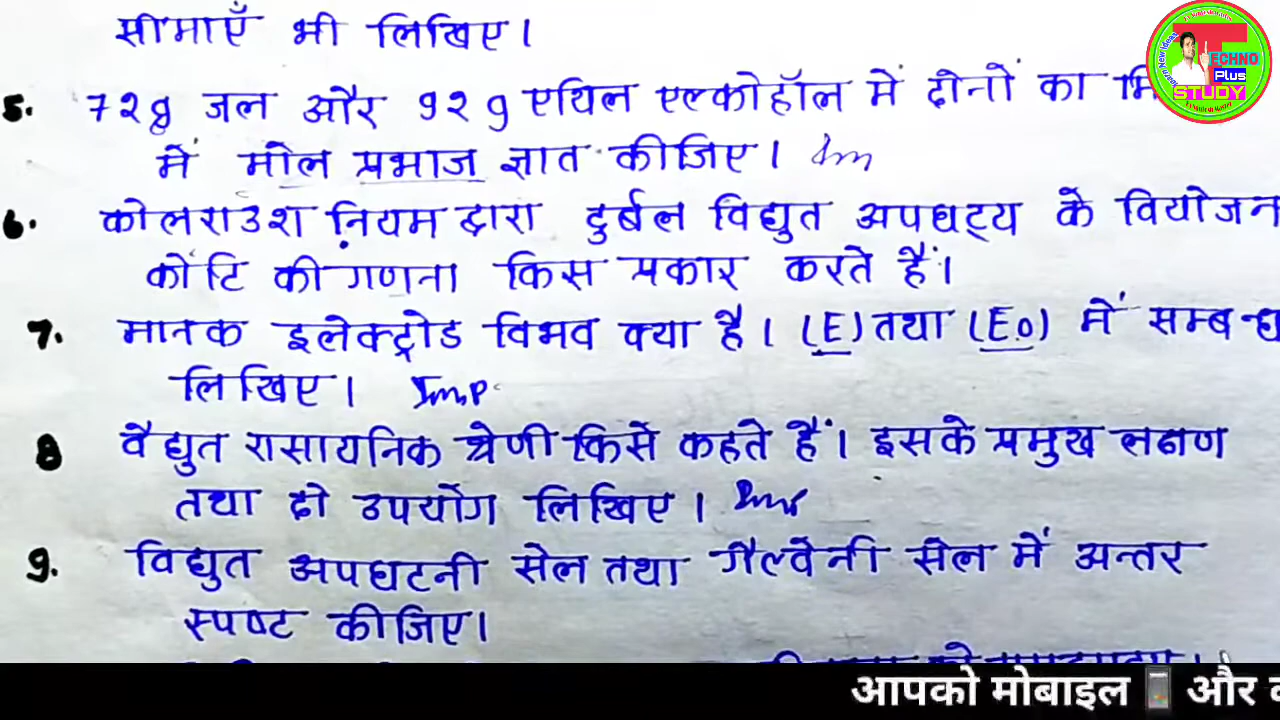 सीमाएँ भी लिखिए।
5. 72g जल और 92g एथिल एल्कोहॉल में दोनों का
में मोल प्रभाज ज्ञात कीजिए।
6. कोलराउश नियम द्वारा दुर्बल विद्युत अपघट्य के वियोजन
कोटि की गणना किस प्रकार करते हैं।
7. मानक इलेक्ट्रोड विभव क्या है। (E) तथा (E0) में सम्बन्ध
लिखिए। Imp
8 वैद्युत रासायनिक श्रेणी किसे कहते हैं। इसके प्रमुख लक्षण
तथा दो उपयोग लिखिए।
9. विद्युत अपघटनी सेल तथा गैल्वेनी सेल में अन्तर
स्पष्ट कीजिए।
TECHNO
Plus
STUDY
आपको मोबाइल और